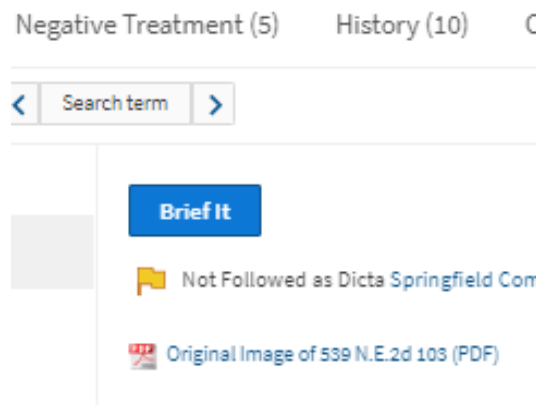 Negative Treatment (5) History (10)
Search term
Brief It
Not Followed as Dicta Springfield Com
Original Image of 539 N.E.2d 103 (PDF)